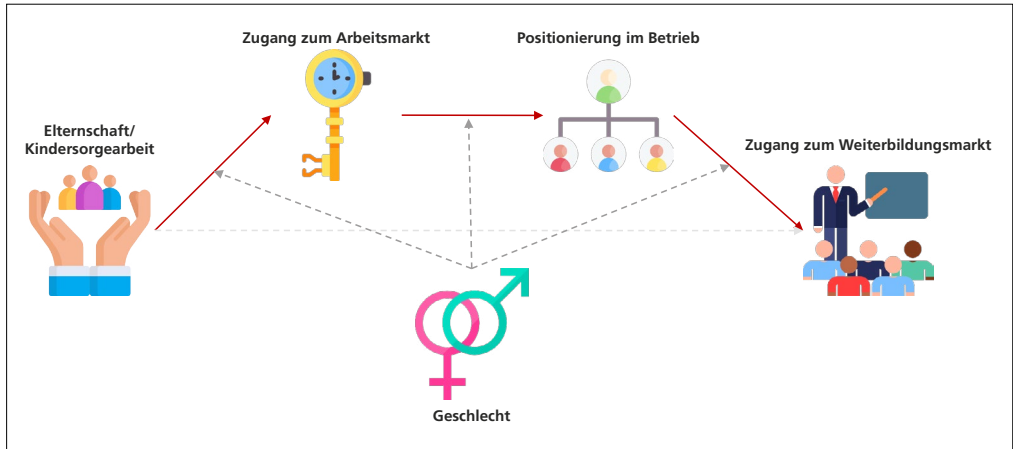 Zugang zum Arbeitsmarkt
Positionierung im Betrieb
Elternschaft/
Kindersorgearbeit
Zugang zum Weiterbildungsmarkt
Geschlecht